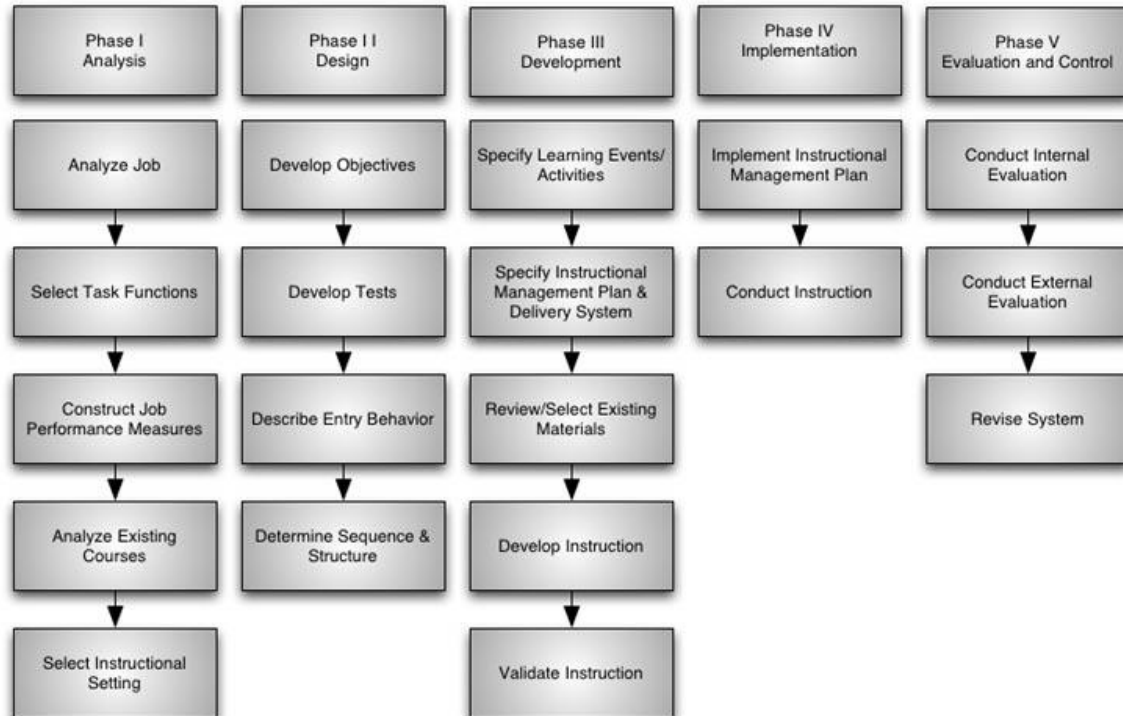 Phase I
Analysis
Phase I I
Design
Phase III
Development
Phase IV
Implementation
Phase V
Evaluation and Control
Analyze Job
Develop Objectives
Specify Learning Events/
Activities
Implement Instructional
Management Plan
Conduct Internal
Evaluation
Select Task Functions
Develop Tests
Specify Instructional
Management Plan &
Delivery System
Conduct Instruction
Conduct External
Evaluation
Construct Job
Performance Measures
Describe Entry Behavior
Review/Select Existing
Materials
Revise System
Analyze Existing
Courses
Determine Sequence &
Structure
Develop Instruction
Select Instructional
Setting
Validate Instruction